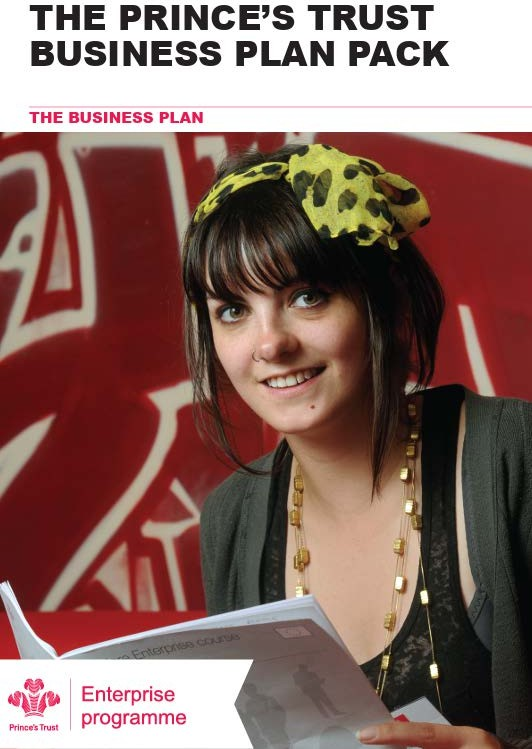 THE PRINCE’S TRUST
BUSINESS PLAN PACK
THE BUSINESS PLAN
Enterprise course
Prince's Trust
Enterprise
programme